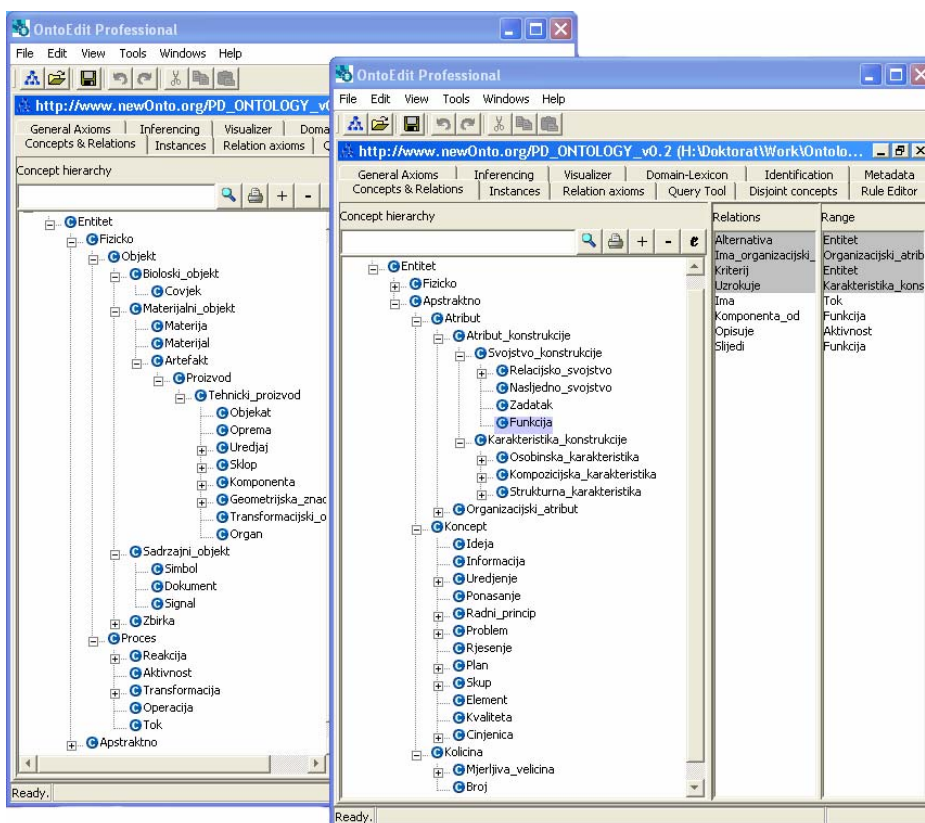 OntoEdit Professional
File Edit View Tools Windows Help
http://www.newOnto.org/PD_ONTOLOGY_v0
General Axioms Inferencing Visualizer Doma
Concepts & Relations Instances Relation axioms Q
Concept hierarchy
+ -
Entitet
Fizicko
Objekt
Bioloski_objekt
Covjek
Materijalni_objekt
Materija
Materijal
Artefakt
Proizvod
Tehnicki_proizvod
Objekat
Oprema
Uredjaj
Sklop
Komponenta
Geometrijska_znac
Transformacijski_o
Organ
Sadrzajni_objekt
Simbol
Dokument
Signal
Zbirka
Proces
Reakcija
Aktivnost
Transformacija
Operacija
Tok
Apstraktno
Ready.
OntoEdit Professional
File Edit View Tools Windows Help
http://www.newOnto.org/PD_ONTOLOGY_v0.2 (H:\Doktorat\Work\Ontolo...
General Axioms Inferencing Visualizer Domain-Lexicon Identification Metadata
Concepts & Relations Instances Relation axioms Query Tool Disjoint concepts Rule Editor
Concept hierarchy
+ - e
Entitet
Fizicko
Apstraktno
Atribut
Atribut_konstrukcije
Svojstvo_konstrukcije
Relacijsko_svojstvo
Nasljedno_svojstvo
Zadatak
Funkcija
Karakteristika_konstrukcije
Osobinska_karakteristika
Kompozicijska_karakteristika
Strukturna_karakteristika
Organizacijski_atribut
Koncept
Ideja
Informacija
Uredjenje
Ponasanje
Radni_princip
Problem
Rjesenje
Plan
Skup
Element
Kvaliteta
Cinjenica
Kolicina
Mjerljiva_velicina
Broj
Relations Range
Alternativa Entitet
Ima_organizacijski_ Organizacijski_atrib
Kriterij Entitet
Uzrokuje Karakteristika_kons
Ima Tok
Komponenta_od Funkcija
Opisuje Aktivnost
Slijedi Funkcija
Ready.